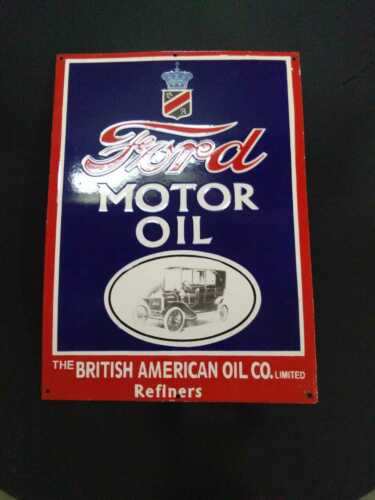 Ford
MOTOR
OIL
THE BRITISH AMERICAN OIL CO. LIMITED
Refiners